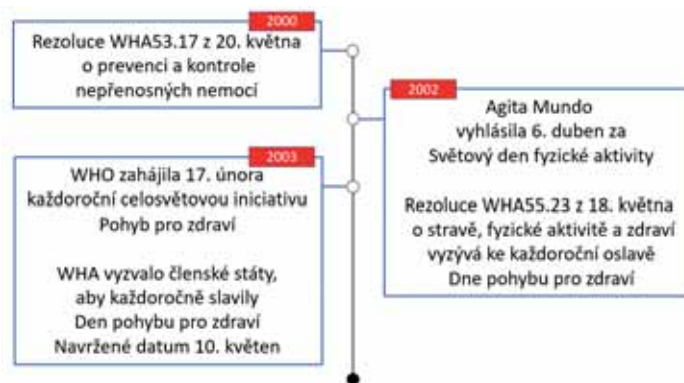 2000
Rezoluce WHA53.17 z 20. května
o prevenci a kontrole
nepřenosných nemocí
2002
Agita Mundo
vyhlásila 6. duben za
Světový den fyzické aktivity
Rezoluce WHA55.23 z 18. května
o stravě, fyzické aktivitě a zdraví
vyzývá ke každoroční oslavě
Dne pohybu pro zdraví
2003
WHO zahájila 17. února
každoroční celosvětovou iniciativu
Pohyb pro zdraví
WHA vyzvalo členské státy,
aby každoročně slavily
Den pohybu pro zdraví
Navržené datum 10. květen